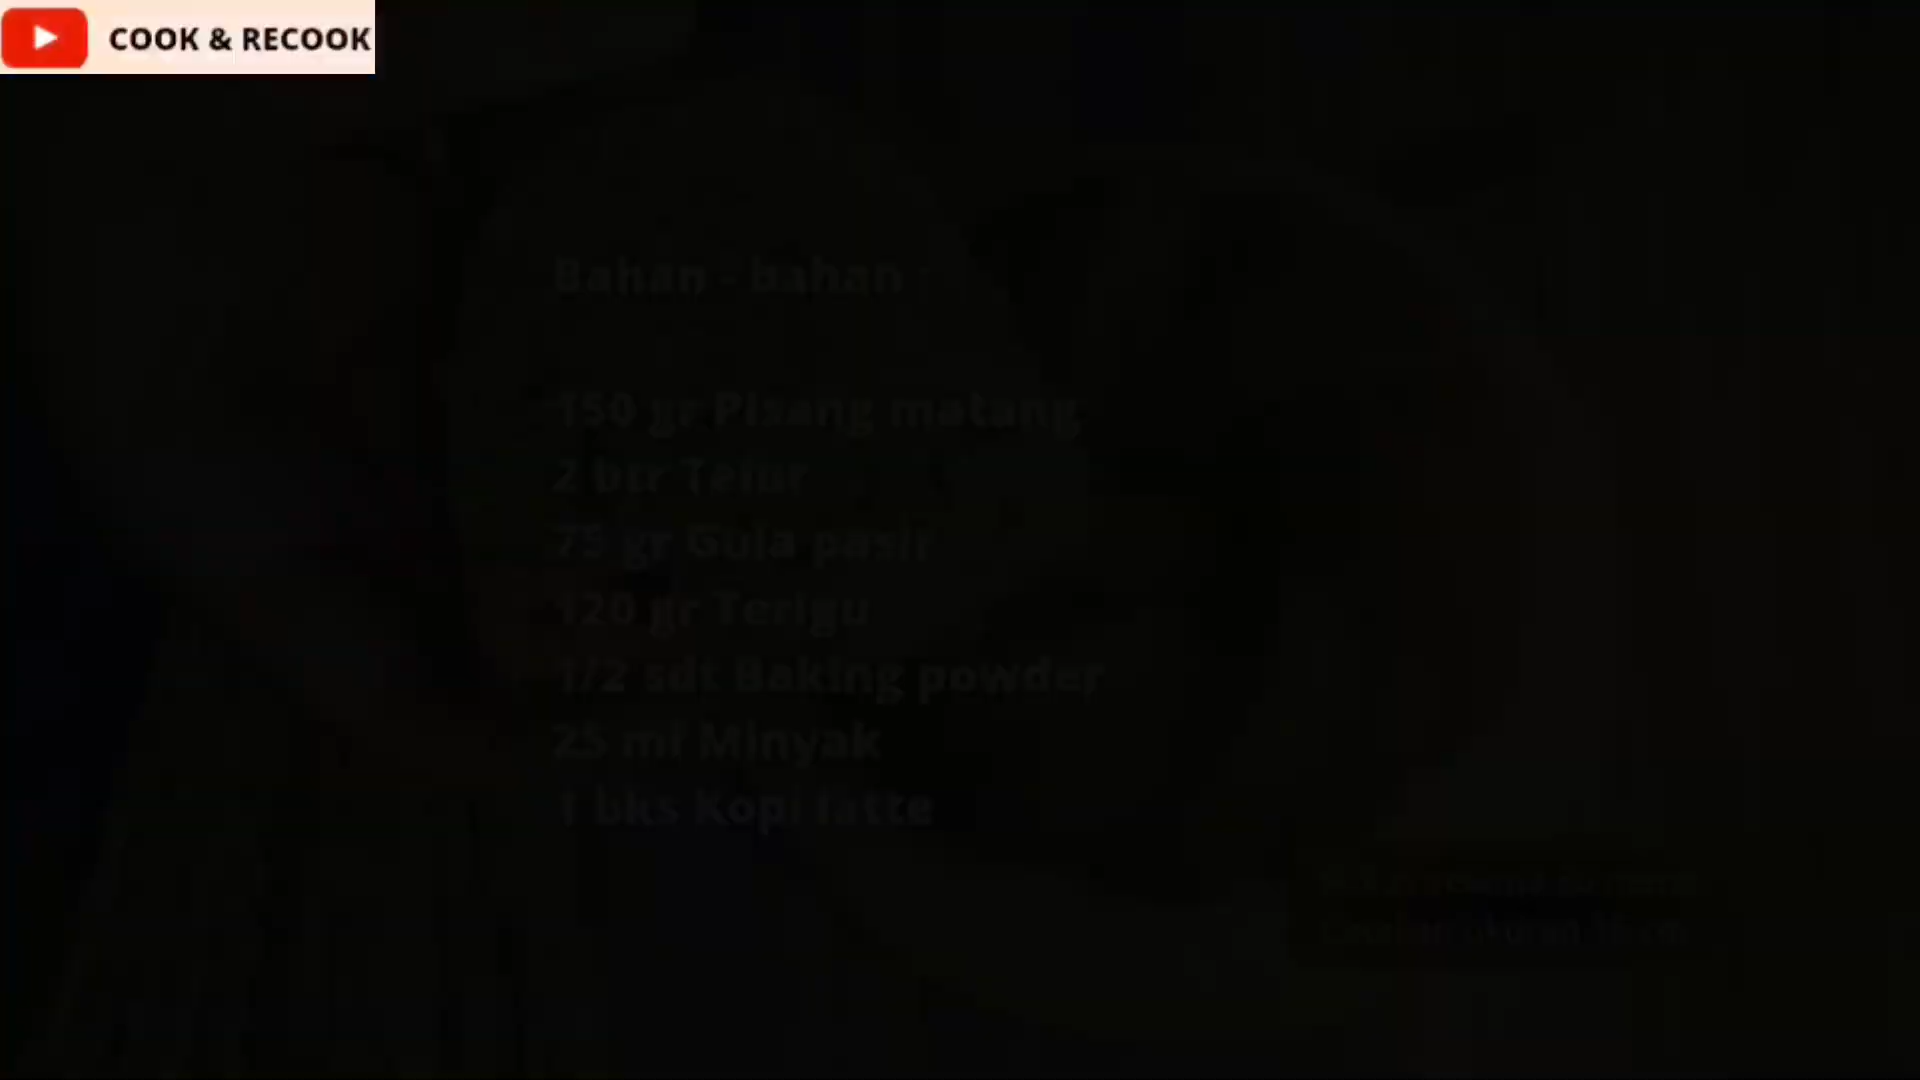 COOK & RECOOK
Bahan - bahan :
150 gr Pisang matang
2 btr Telur
75 gr Gula pasir
120 gr Terigu
1/2 sdt Baking powder
25 ml Minyak
1 bks Kopi latte